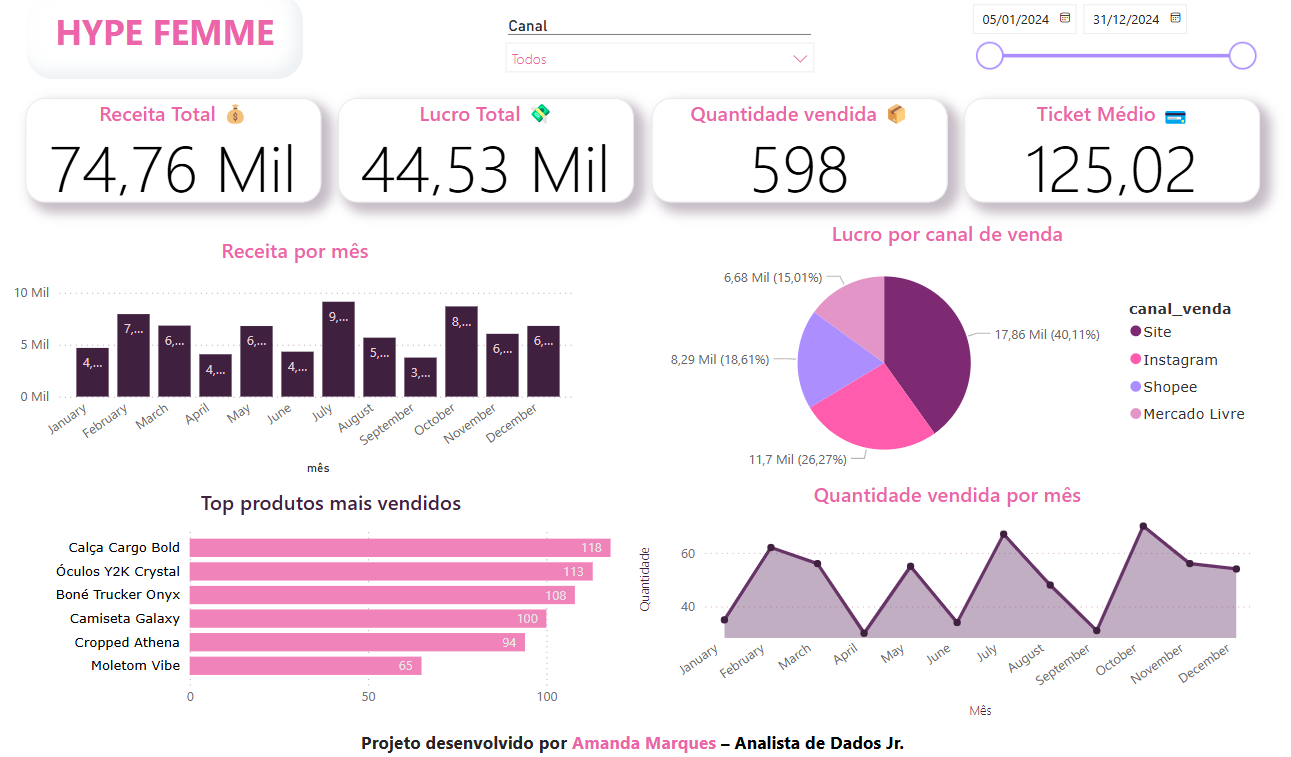 HYPE FEMME
Canal
Todos
05/01/2024
31/12/2024
Receita Total 💰
74,76 Mil
Lucro Total 💸
44,53 Mil
Quantidade vendida 📦
598
Ticket Médio 💳
125,02
Receita por mês
10 Mil
5 Mil
0 Mil
4,...
7,...
6,...
4,...
6,...
4,...
9,...
5,...
3,...
8,...
6,...
6,...
January
February
March
April
May
June
July
August
September
October
November
December
mês
Lucro por canal de venda
6,68 Mil (15,01%)
17,86 Mil (40,11%)
8,29 Mil (18,61%)
11,7 Mil (26,27%)
canal_venda
Site
Instagram
Shopee
Mercado Livre
Top produtos mais vendidos
Calça Cargo Bold 118
Óculos Y2K Crystal 113
Boné Trucker Onyx 108
Camiseta Galaxy 100
Cropped Athena 94
Moletom Vibe 65
0 50 100
Quantidade vendida por mês
Quantidade
60
40
January
February
March
April
May
June
July
August
September
October
November
December
Mês
Projeto desenvolvido por Amanda Marques – Analista de Dados Jr.